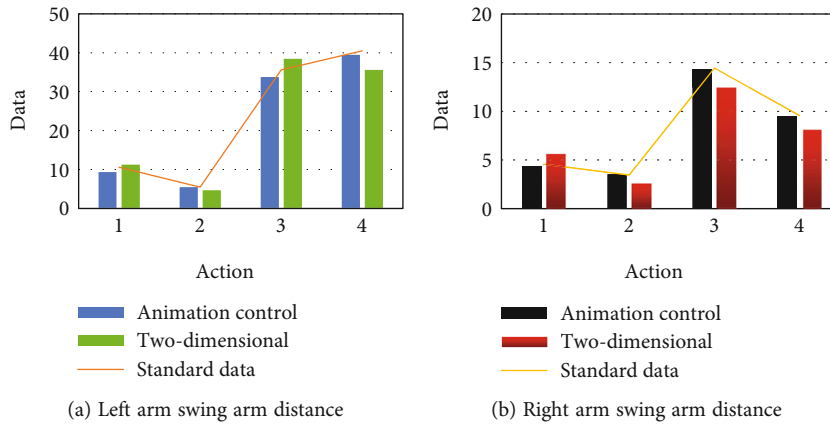 50
40
30
20
10
0
Data
1 2 3 4
Action
Animation control
Two-dimensional
Standard data
(a) Left arm swing arm distance
20
15
10
5
0
Data
1 2 3 4
Action
Animation control
Two-dimensional
Standard data
(b) Right arm swing arm distance